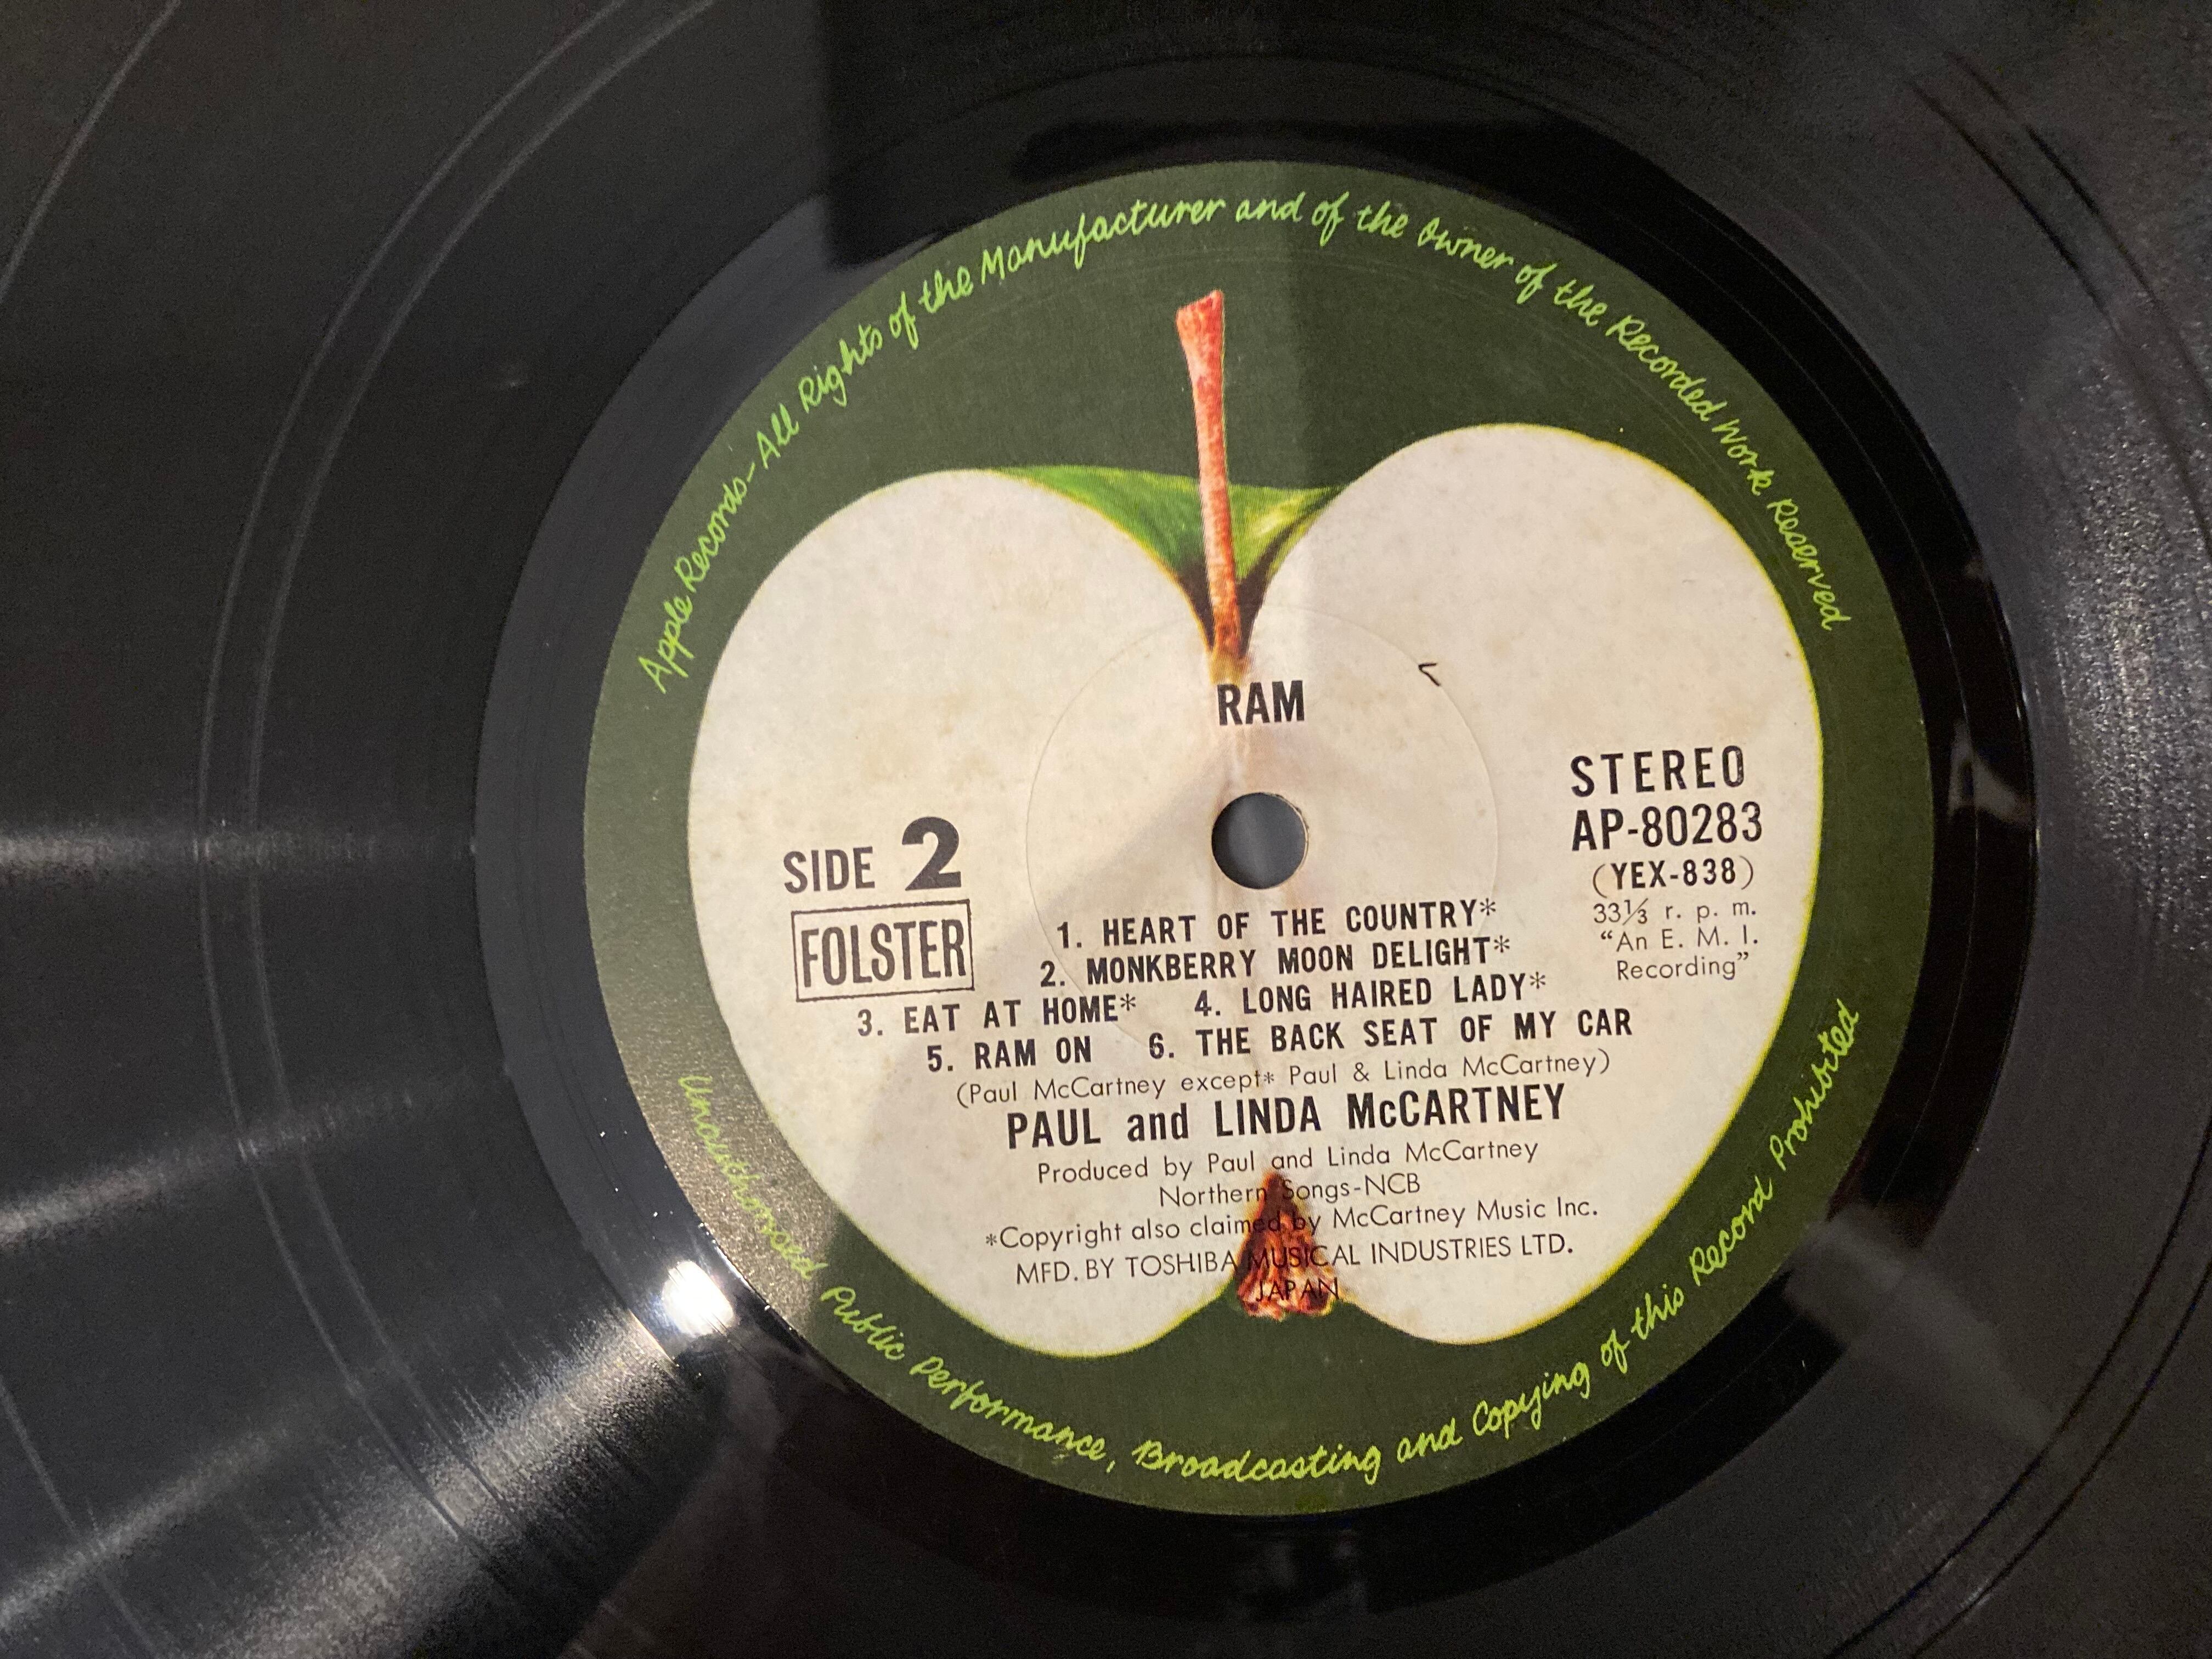 Apple Records-All Rights of the Manufacturer and of the Owner of the Recorded Work Reserved
RAM
STEREO
AP-80283
(YEX-838)
33⅓ r. p. m.
“An E. M. I.
Recording”
SIDE 2
FOLSTER
1. HEART OF THE COUNTRY*
2. MONKBERRY MOON DELIGHT*
3. EAT AT HOME* 4. LONG HAIRED LADY*
5. RAM ON 6. THE BACK SEAT OF MY CAR
(Paul McCartney except* Paul & Linda McCartney)
PAUL and LINDA McCARTNEY
Produced by Paul and Linda McCartney
Northern Songs-NCB
*Copyright also claimed by McCartney Music Inc.
MFD. BY TOSHIBA MUSICAL INDUSTRIES LTD.
JAPAN
Unauthorised Public Performance, Broadcasting and Copying of this Record Prohibited